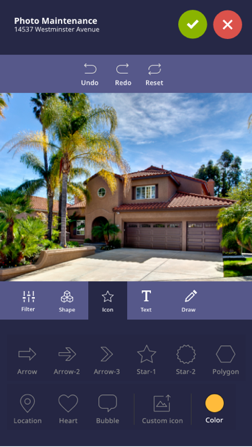 Photo Maintenance
14537 Westminster Avenue
Undo Redo Reset
Filter Shape Icon Text Draw
Arrow Arrow-2 Arrow-3 Star-1 Star-2 Polygon
Location Heart Bubble Custom Icon Color